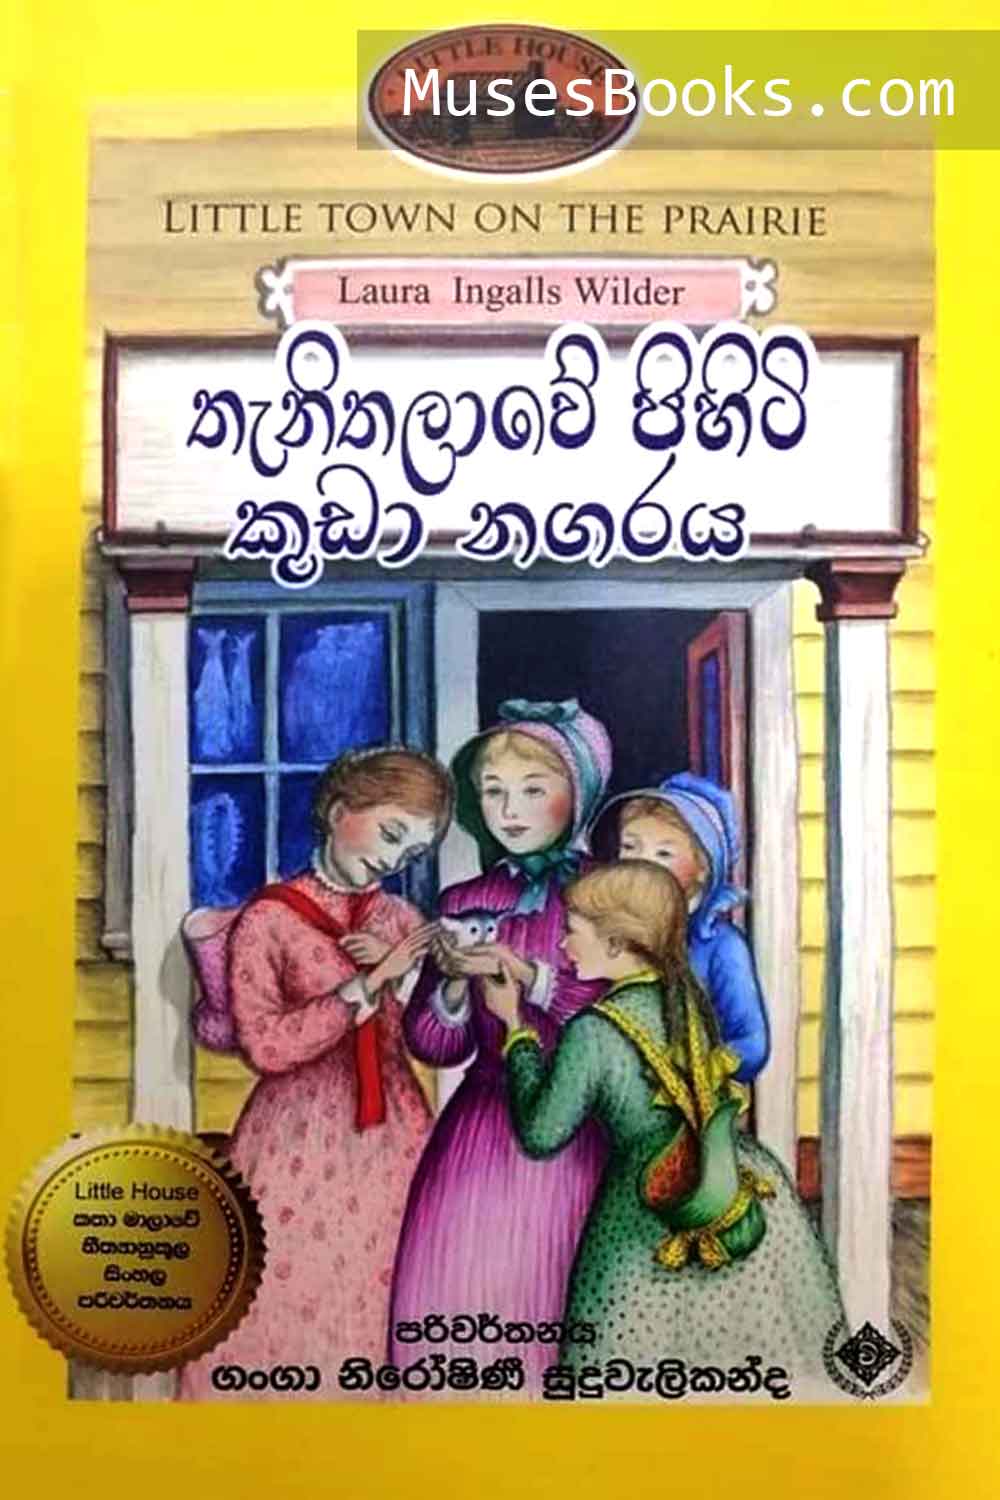 LITTLE HOUSE
MusesBooks.com
LITTLE TOWN ON THE PRAIRIE
Laura Ingalls Wilder
තැනිතලාවේ පිහිටි
කුඩා නගරය
Little House
කතා මාලාවේ
නීත්‍යානුකූල
සිංහල
පරිවර්තනය
පරිවර්තනය
ගංගා නිරෝෂිණී සුදුවැලිකන්ද